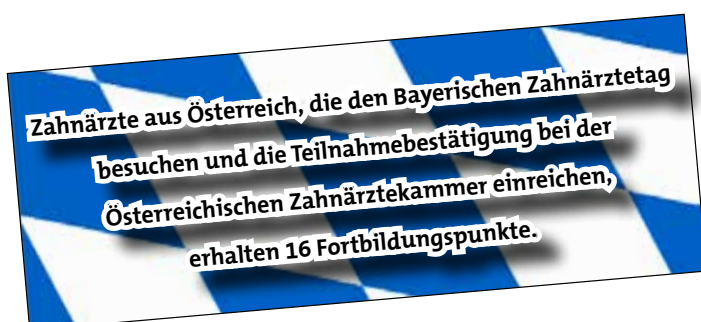 Zahnärzte aus Österreich, die den Bayerischen Zahnärztetag
besuchen und die Teilnahmebestätigung bei der
Österreichischen Zahnärztekammer einreichen,
erhalten 16 Fortbildungspunkte.